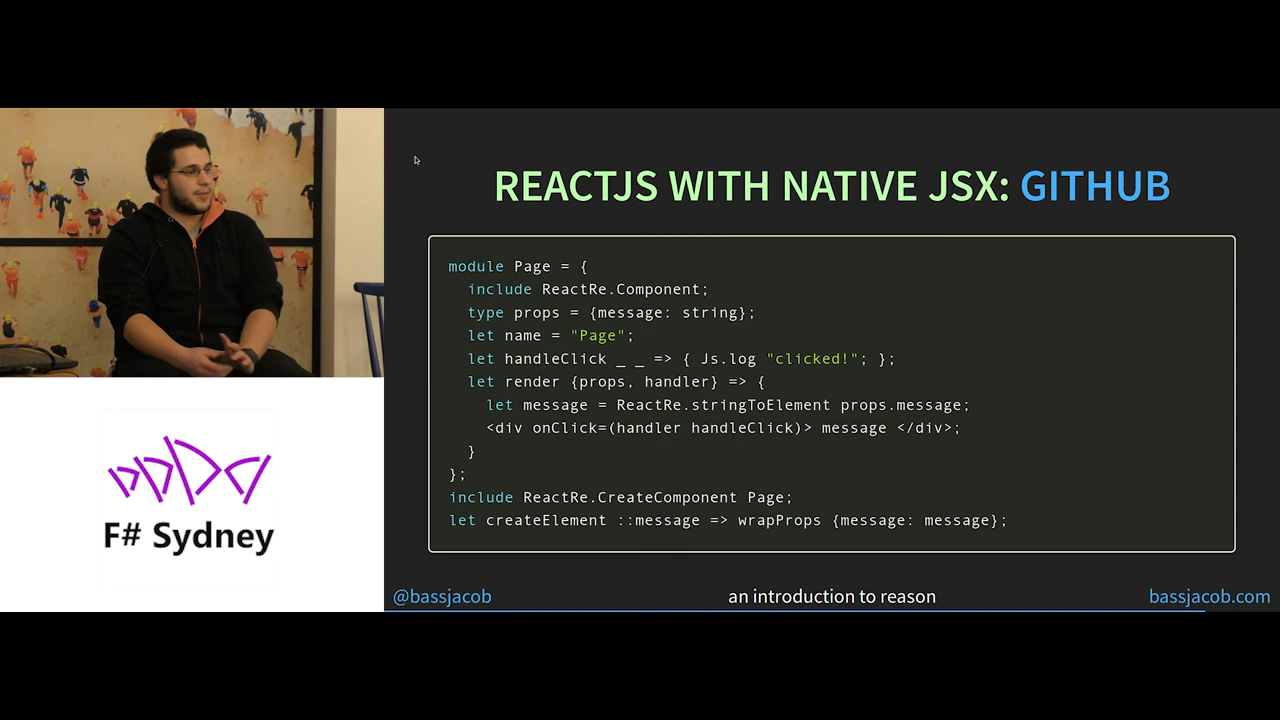 REACTJS WITH NATIVE JSX: GITHUB
module Page = {
  include ReactRe.Component;
  type props = {message: string};
  let name = "Page";
  let handleClick _ _ => { Js.log "clicked!"; };
  let render {props, handler} => {
    let message = ReactRe.stringToElement props.message;
    <div onClick=(handler handleClick)> message </div>;
  }
};
include ReactRe.CreateComponent Page;
let createElement ::message => wrapProps {message: message};
F# Sydney
@bassjacob
an introduction to reason
bassjacob.com